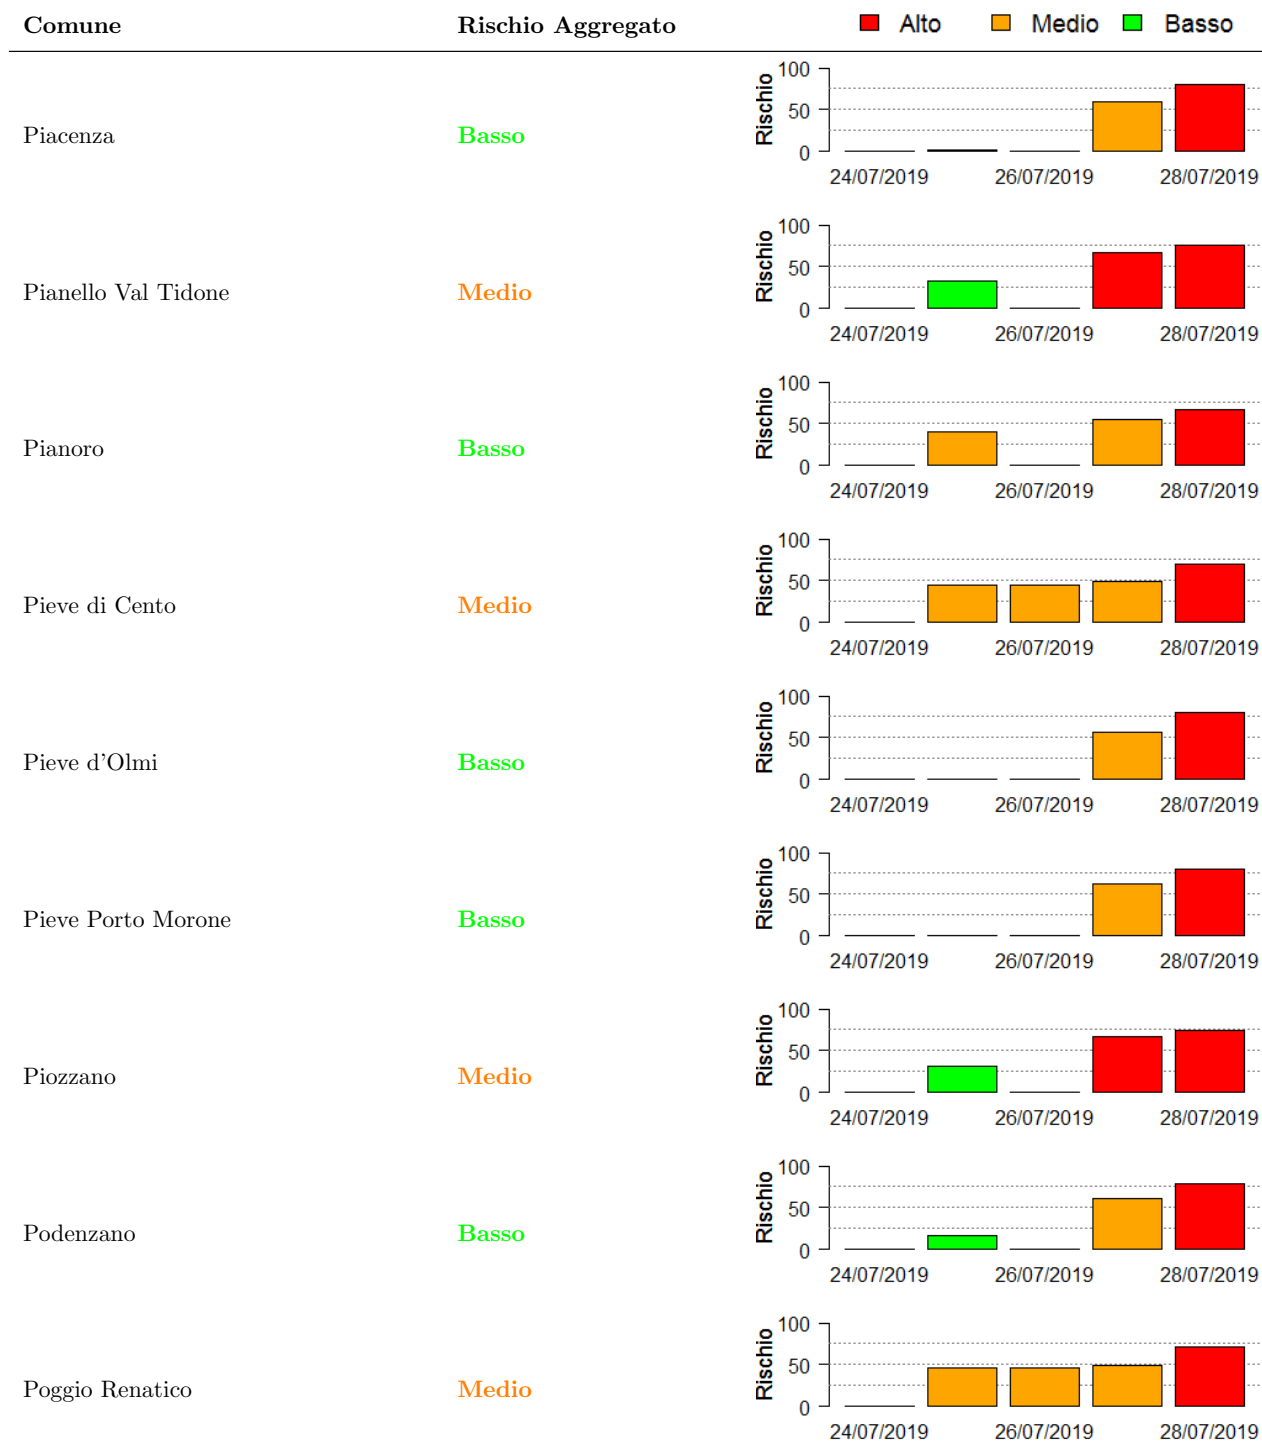 Comune Rischio Aggregato Alto Medio Basso
100
50
0
Rischio
Piacenza Basso
24/07/2019 26/07/2019 28/07/2019
100
50
0
Rischio
Pianello Val Tidone Medio
24/07/2019 26/07/2019 28/07/2019
100
50
0
Rischio
Pianoro Basso
24/07/2019 26/07/2019 28/07/2019
100
50
0
Rischio
Pieve di Cento Medio
24/07/2019 26/07/2019 28/07/2019
100
50
0
Rischio
Pieve d'Olmi Basso
24/07/2019 26/07/2019 28/07/2019
100
50
0
Rischio
Pieve Porto Morone Basso
24/07/2019 26/07/2019 28/07/2019
100
50
0
Rischio
Piozzano Medio
24/07/2019 26/07/2019 28/07/2019
100
50
0
Rischio
Podenzano Basso
24/07/2019 26/07/2019 28/07/2019
100
50
0
Rischio
Poggio Renatico Medio
24/07/2019 26/07/2019 28/07/2019